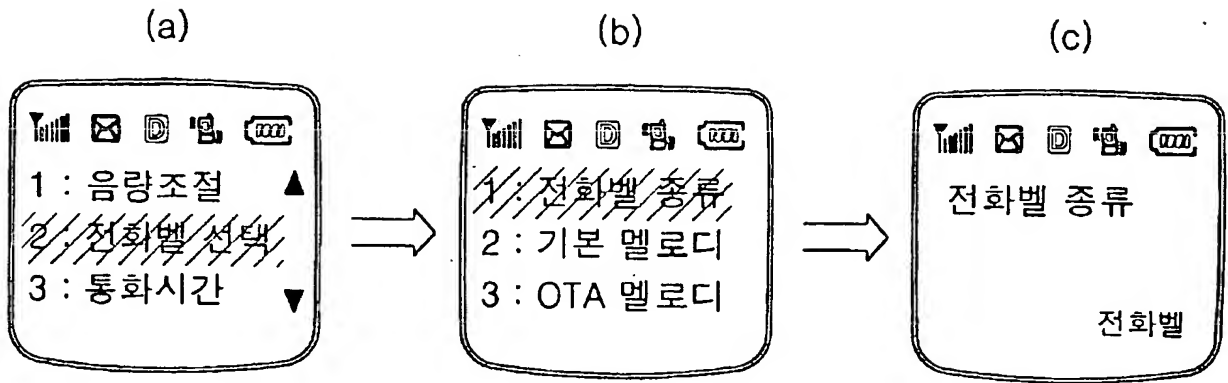 (a)
1 : 음량조절
2 : 전화벨 선택
3 : 통화시간
(b)
1 : 전화벨 종류
2 : 기본 멜로디
3 : OTA 멜로디
(c)
D
D
D
전화벨 종류
전화벨